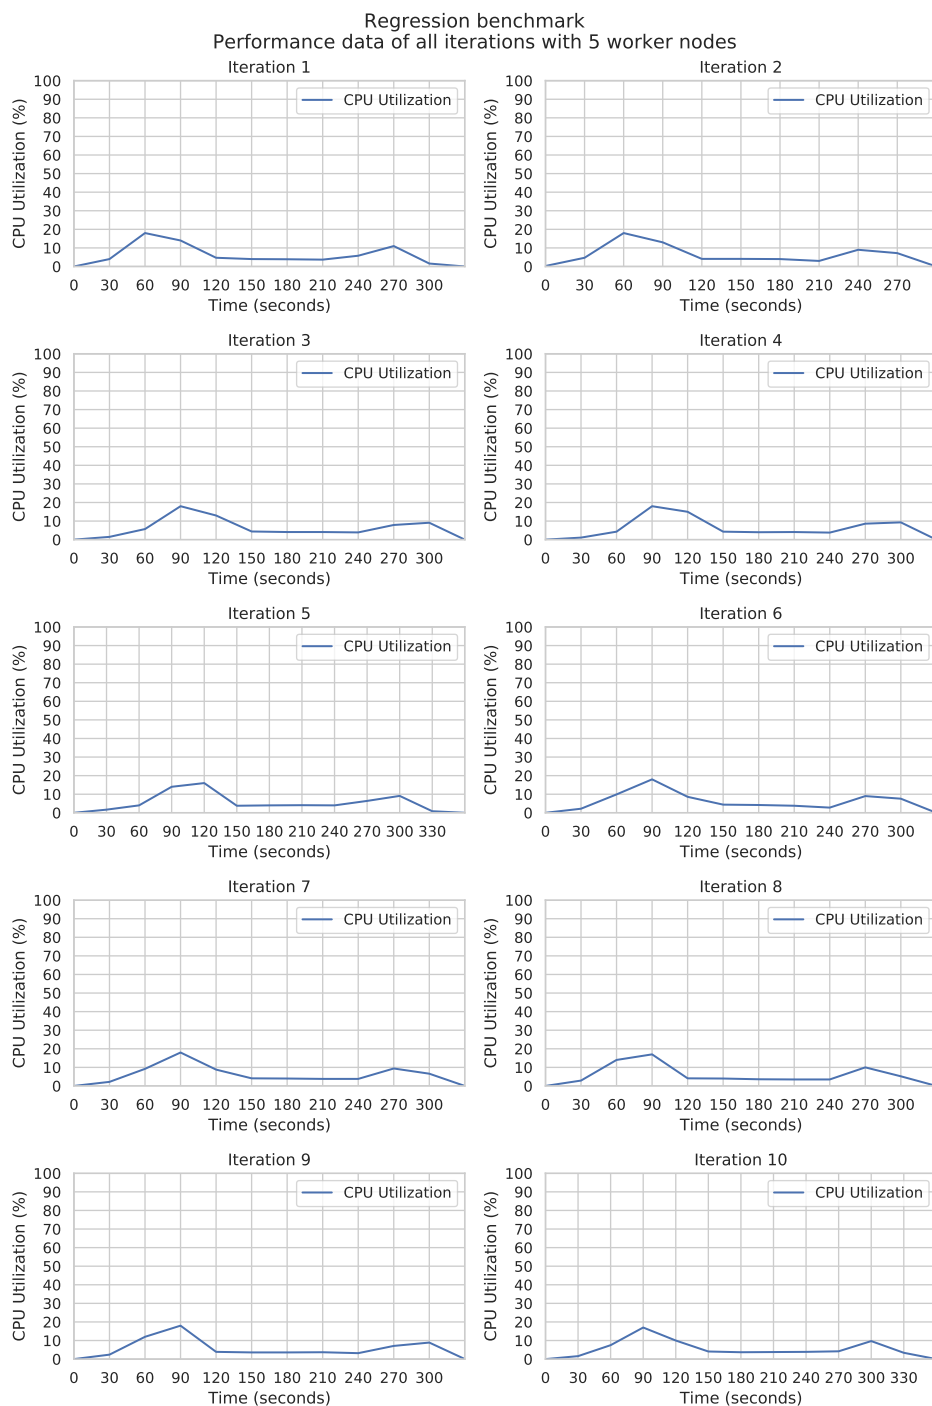 Regression benchmark
Performance data of all iterations with 5 worker nodes
Iteration 1
CPU Utilization (%)
100
90
80
70
60
50
40
30
20
10
0
CPU Utilization
0 30 60 90 120 150 180 210 240 270 300
Time (seconds)
Iteration 2
CPU Utilization (%)
100
90
80
70
60
50
40
30
20
10
0
CPU Utilization
0 30 60 90 120 150 180 210 240 270
Time (seconds)
Iteration 3
CPU Utilization (%)
100
90
80
70
60
50
40
30
20
10
0
CPU Utilization
0 30 60 90 120 150 180 210 240 270 300
Time (seconds)
Iteration 4
CPU Utilization (%)
100
90
80
70
60
50
40
30
20
10
0
CPU Utilization
0 30 60 90 120 150 180 210 240 270 300
Time (seconds)
Iteration 5
CPU Utilization (%)
100
90
80
70
60
50
40
30
20
10
0
CPU Utilization
0 30 60 90 120 150 180 210 240 270 300 330
Time (seconds)
Iteration 6
CPU Utilization (%)
100
90
80
70
60
50
40
30
20
10
0
CPU Utilization
0 30 60 90 120 150 180 210 240 270 300
Time (seconds)
Iteration 7
CPU Utilization (%)
100
90
80
70
60
50
40
30
20
10
0
CPU Utilization
0 30 60 90 120 150 180 210 240 270 300
Time (seconds)
Iteration 8
CPU Utilization (%)
100
90
80
70
60
50
40
30
20
10
0
CPU Utilization
0 30 60 90 120 150 180 210 240 270 300
Time (seconds)
Iteration 9
CPU Utilization (%)
100
90
80
70
60
50
40
30
20
10
0
CPU Utilization
0 30 60 90 120 150 180 210 240 270 300
Time (seconds)
Iteration 10
CPU Utilization (%)
100
90
80
70
60
50
40
30
20
10
0
CPU Utilization
0 30 60 90 120 150 180 210 240 270 300 330
Time (seconds)